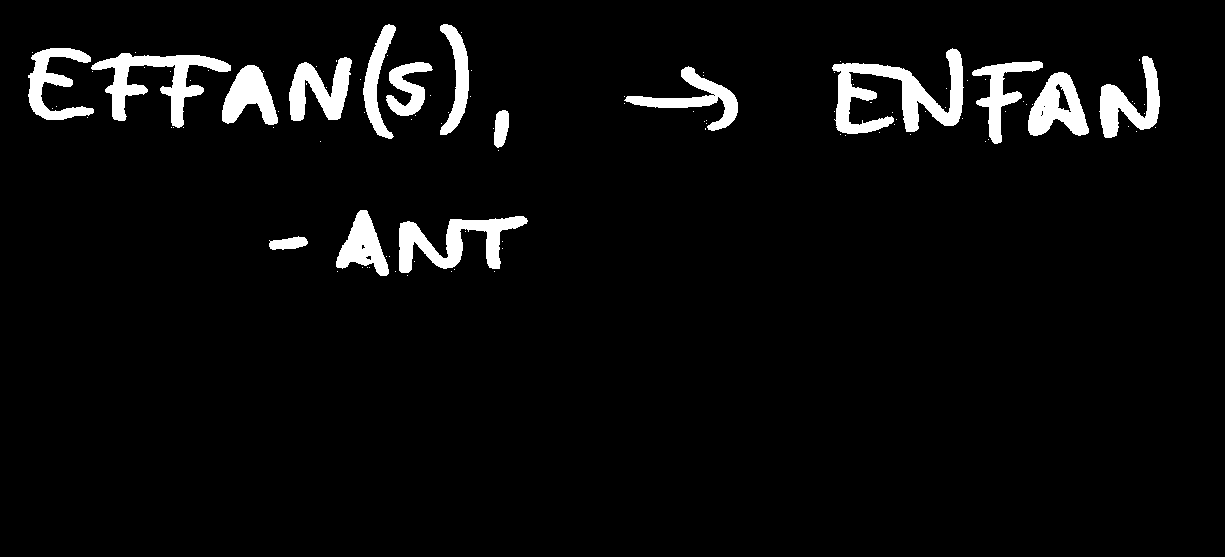 EFFAN(S), → ENFAN
- ANT